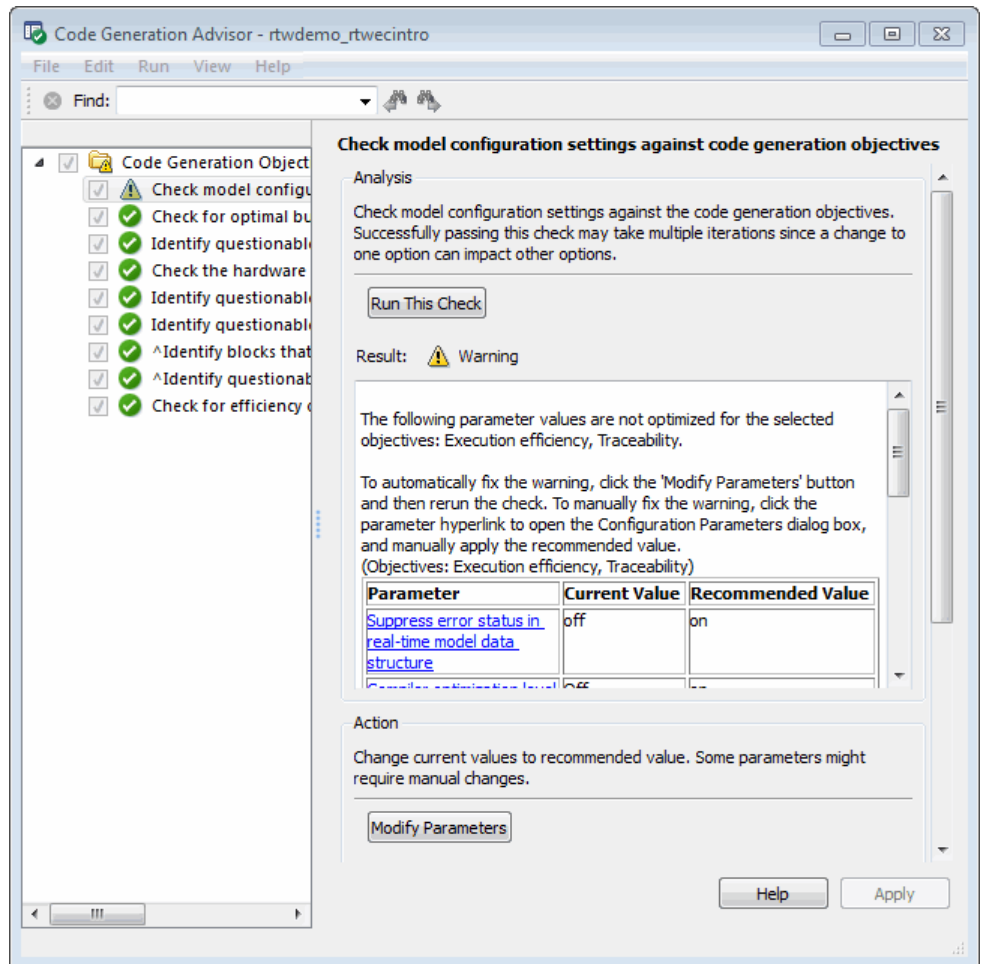 Code Generation Advisor - rtwdemo_rtwecintro
File Edit Run View Help
Find:
Code Generation Object
Check model configu
Check for optimal bu
Identify questionabl
Check the hardware
Identify questionabl
Identify questionabl
^Identify blocks that
^Identify questionab
Check for efficiency
Check model configuration settings against code generation objectives
Analysis
Check model configuration settings against the code generation objectives.
Successfully passing this check may take multiple iterations since a change to
one option can impact other options.
Run This Check
Result: Warning
The following parameter values are not optimized for the selected
objectives: Execution efficiency, Traceability.
To automatically fix the warning, click the 'Modify Parameters' button
and then rerun the check. To manually fix the warning, click the
parameter hyperlink to open the Configuration Parameters dialog box,
and manually apply the recommended value.
(Objectives: Execution efficiency, Traceability)
Parameter Current Value Recommended Value
Suppress error status in off on
real-time model data
structure
Compiler optimization level Off on
Action
Change current values to recommended value. Some parameters might
require manual changes.
Modify Parameters
Help Apply